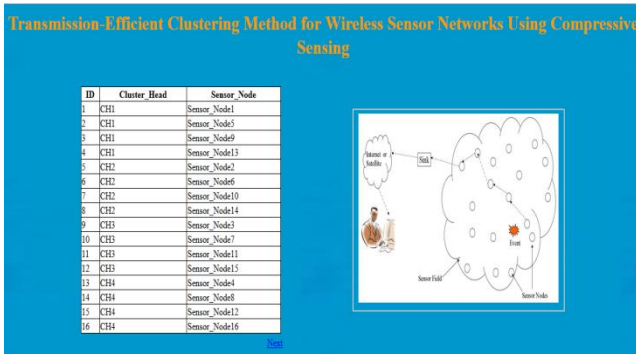 Transmission-Efficient Clustering Method for Wireless Sensor Networks Using Compressive
Sensing
ID Cluster_Head Sensor_Node
1 CH1 Sensor_Node1
2 CH1 Sensor_Node5
3 CH1 Sensor_Node9
4 CH1 Sensor_Node13
5 CH2 Sensor_Node2
6 CH2 Sensor_Node6
7 CH2 Sensor_Node10
8 CH2 Sensor_Node14
9 CH3 Sensor_Node3
10 CH3 Sensor_Node7
11 CH3 Sensor_Node11
12 CH3 Sensor_Node15
13 CH4 Sensor_Node4
14 CH4 Sensor_Node8
15 CH4 Sensor_Node12
16 CH4 Sensor_Node16
Next
Internet or
Satellite
Sink
Event
Sensor Field
Sensor Nodes